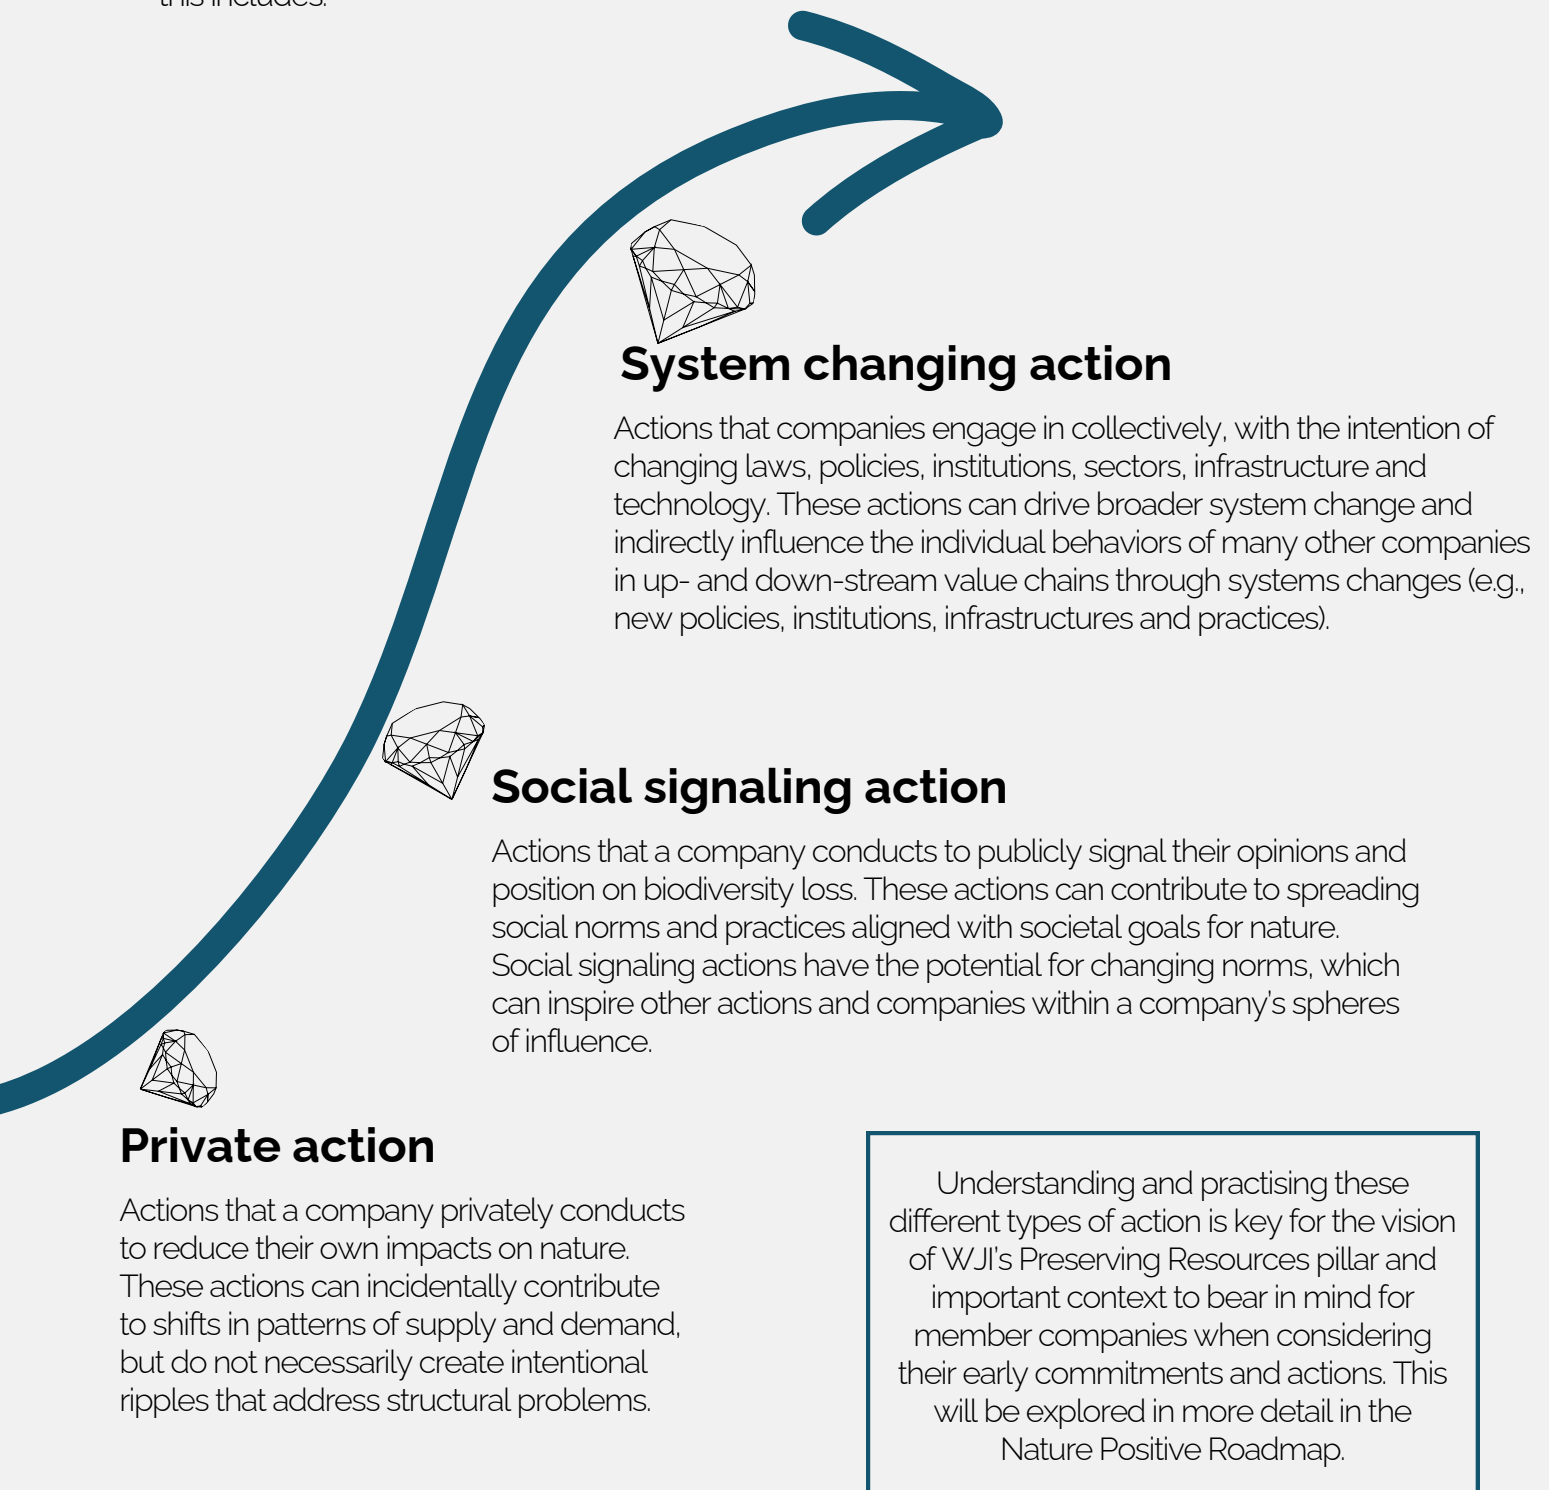 this includes:
System changing action
Actions that companies engage in collectively, with the intention of
changing laws, policies, institutions, sectors, infrastructure and
technology. These actions can drive broader system change and
indirectly influence the individual behaviors of many other companies
in up- and down-stream value chains through systems changes (e.g.,
new policies, institutions, infrastructures and practices).
Social signaling action
Actions that a company conducts to publicly signal their opinions and
position on biodiversity loss. These actions can contribute to spreading
social norms and practices aligned with societal goals for nature.
Social signaling actions have the potential for changing norms, which
can inspire other actions and companies within a company's spheres
of influence.
Private action
Actions that a company privately conducts
to reduce their own impacts on nature.
These actions can incidentally contribute
to shifts in patterns of supply and demand,
but do not necessarily create intentional
ripples that address structural problems.
Understanding and practising these
different types of action is key for the vision
of WJI's Preserving Resources pillar and
important context to bear in mind for
member companies when considering
their early commitments and actions. This
will be explored in more detail in the
Nature Positive Roadmap.